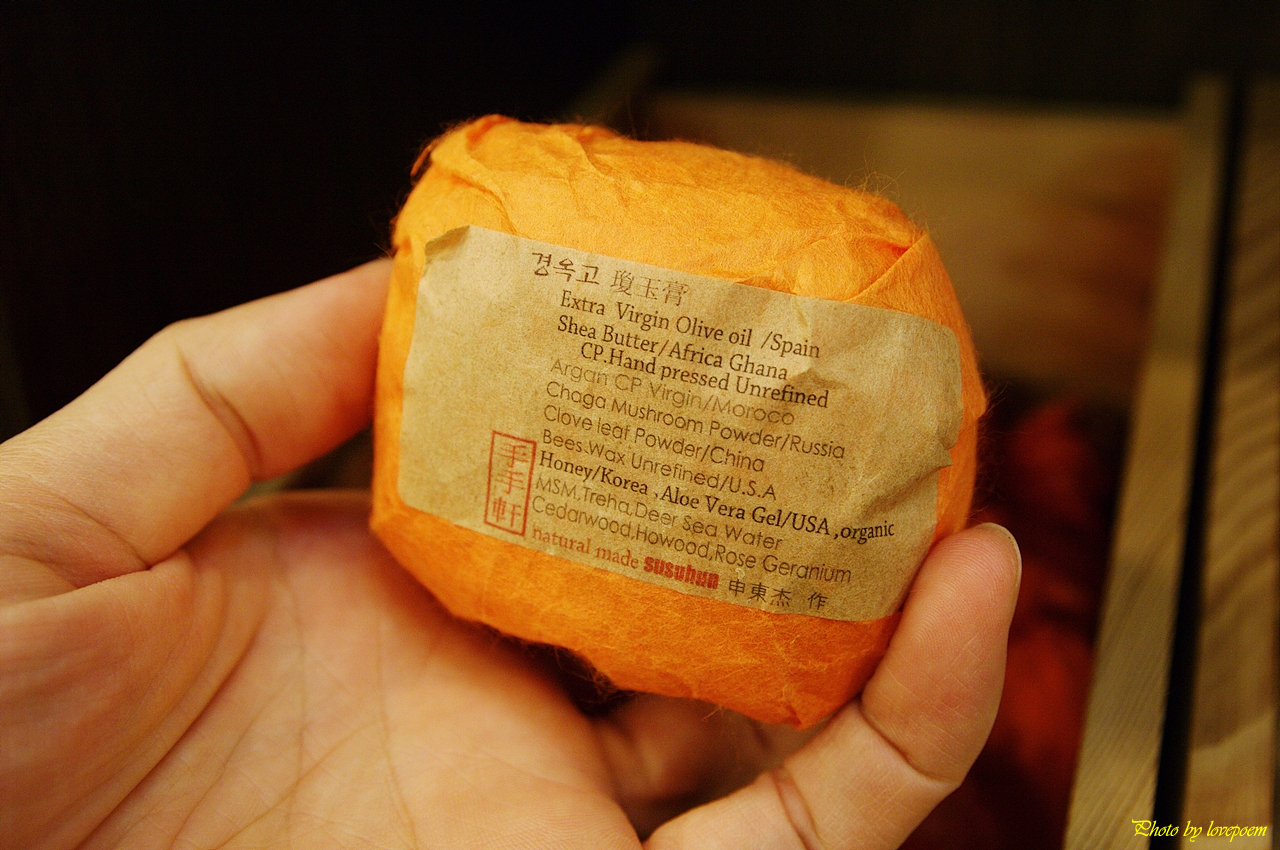 경옥고 瓊玉膏
Extra Virgin Olive oil /Spain
Shea Butter/Africa Ghana
CP.Hand pressed Unrefined
Argan CP Virgin/Moroco
Chaga Mushroom Powder/Russia
Clove leaf Powder/China
Bees.Wax Unrefined/U.S.A
Honey/Korea ,Aloe Vera Gel/USA ,organic
MSM,Treha,Deer Sea Water
Cedarwood,Howood,Rose Geranium
natural made susuhun 申東杰 作
手手軒
Photo by lovepoem